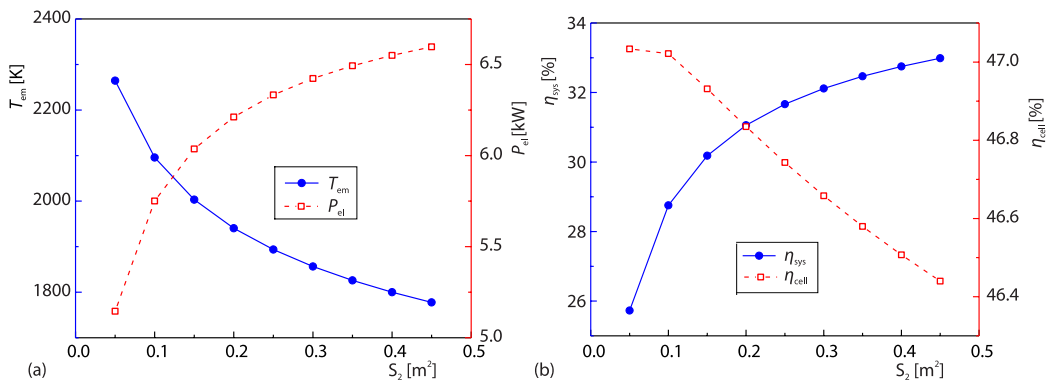 2400
2200
2000
1800
T_em [K]
6.5
6.0
5.5
5.0
P_el [kW]
T_em
P_el
0.0 0.1 0.2 0.3 0.4 0.5
(a)
S_2 [m^2]
33
32
30
28
26
25
η_sys [%]
47.0
46.8
46.6
46.4
η_cell [%]
η_sys
η_cell
0.0 0.1 0.2 0.3 0.4 0.5
(b)
S_2 [m^2]